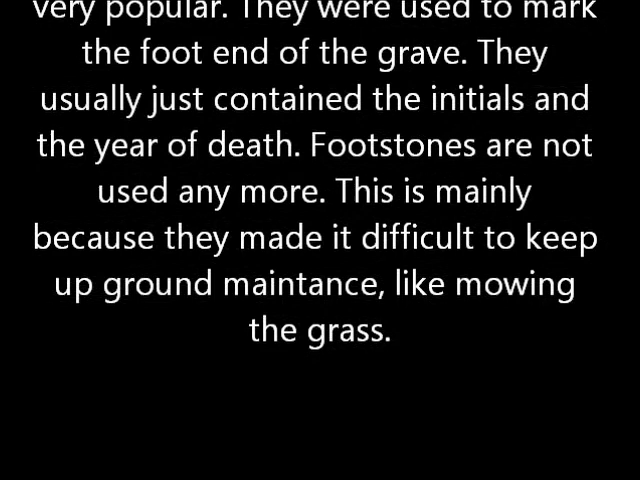 very popular. They were used to mark
the foot end of the grave. They
usually just contained the initials and
the year of death. Footstones are not
used any more. This is mainly
because they made it difficult to keep
up ground maintance, like mowing
the grass.